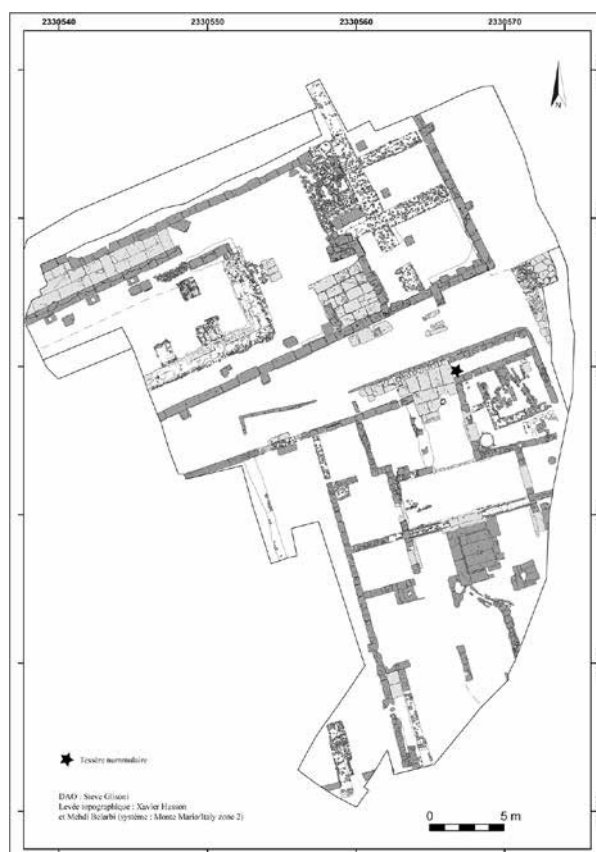 2330540 2330550 2330560 2330570
N
Tessère nummulaire
DAO : Steve Glisoni
Levée topographique : Xavier Husson
et Mehdi Belarbi (système : Monte Mario/Italy zone 2)
0 5 m